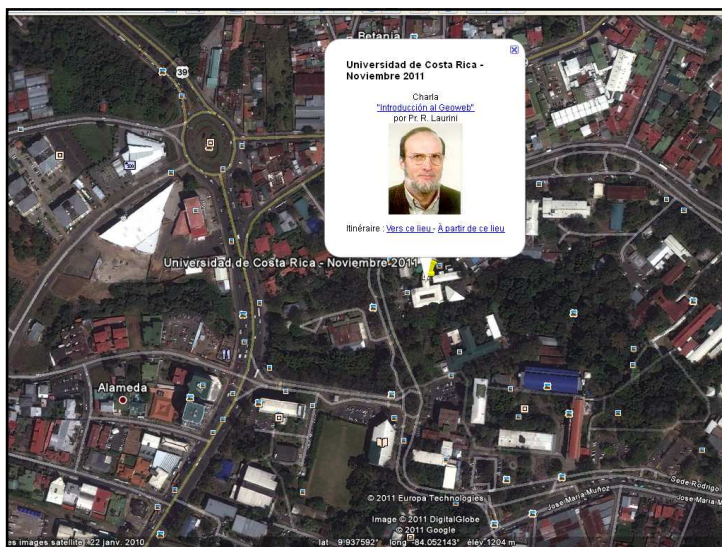 Betania
39
Universidad de Costa Rica -
Noviembre 2011
Charla
"Introducción al Geoweb"
por Pr. R. Laurini
Itinéraire : Vers ce lieu - À partir de ce lieu
Universidad de Costa Rica - Noviembre 2011
Alameda
Sede Rodrigo
José María Muñoz
José María M
© 2011 Europa Technologies
Image © 2011 DigitalGlobe
© 2011 Google
es images satellite) 22 janv. 2010
lat 9.937592° long -84.052143° élév. 1204 m